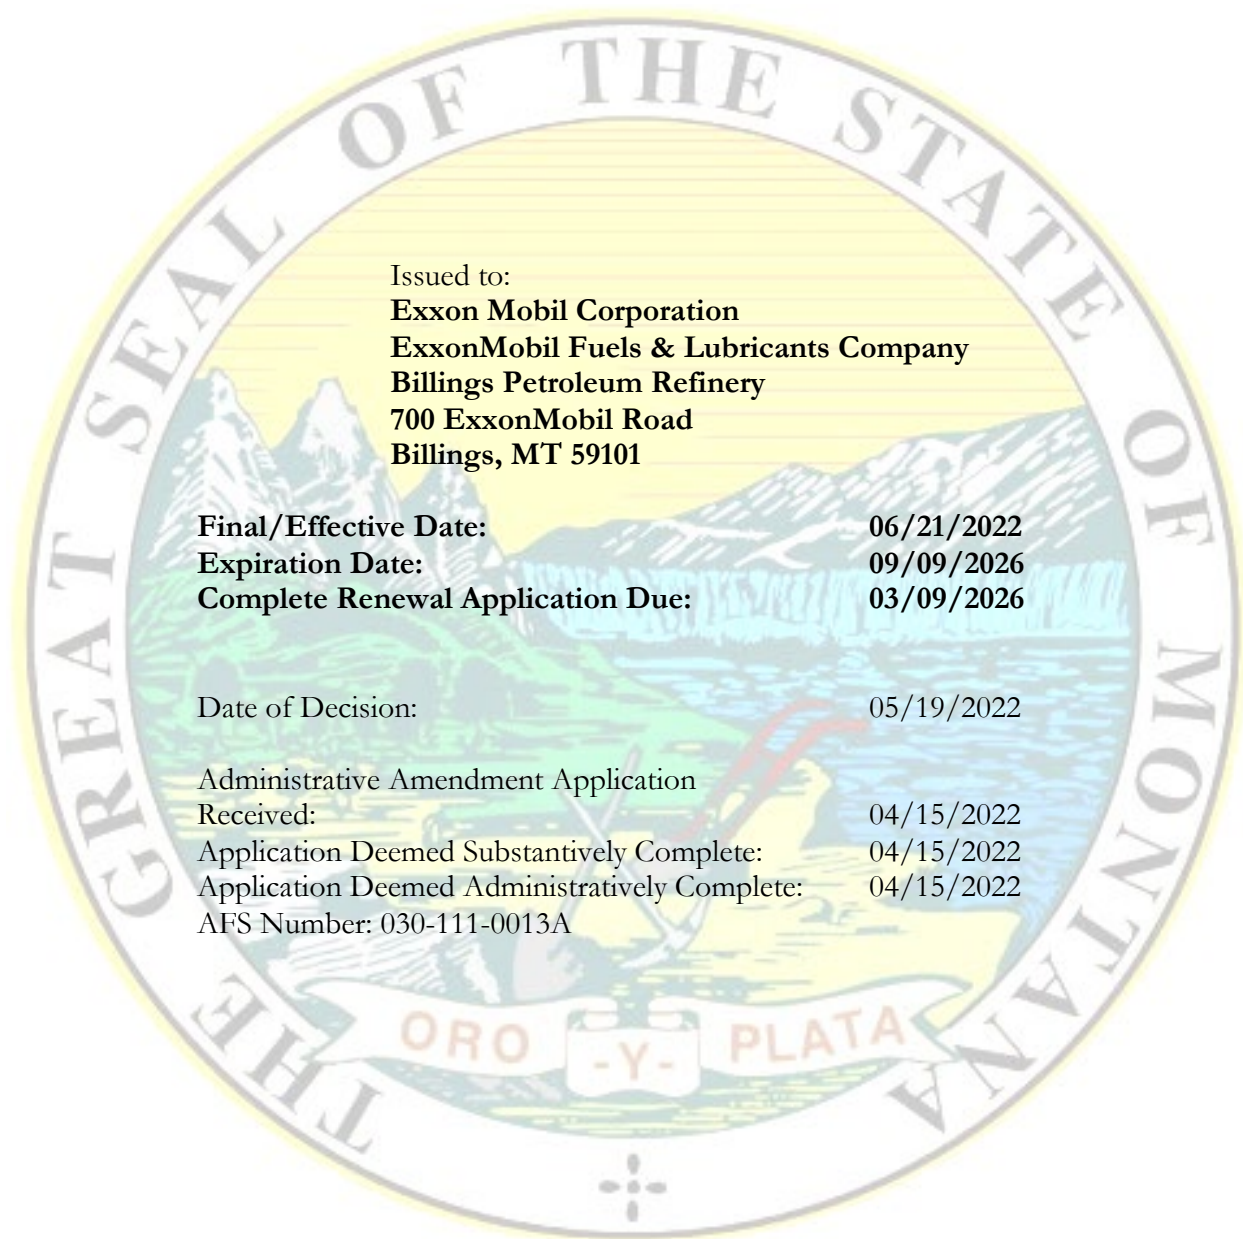 THE GREAT SEAL OF THE STATE OF MONTANA
Issued to:
Exxon Mobil Corporation
ExxonMobil Fuels & Lubricants Company
Billings Petroleum Refinery
700 ExxonMobil Road
Billings, MT 59101
Final/Effective Date: 06/21/2022
Expiration Date: 09/09/2026
Complete Renewal Application Due: 03/09/2026
Date of Decision: 05/19/2022
Administrative Amendment Application
Received: 04/15/2022
Application Deemed Substantively Complete: 04/15/2022
Application Deemed Administratively Complete: 04/15/2022
AFS Number: 030-111-0013A
ORO -Y- PLATA